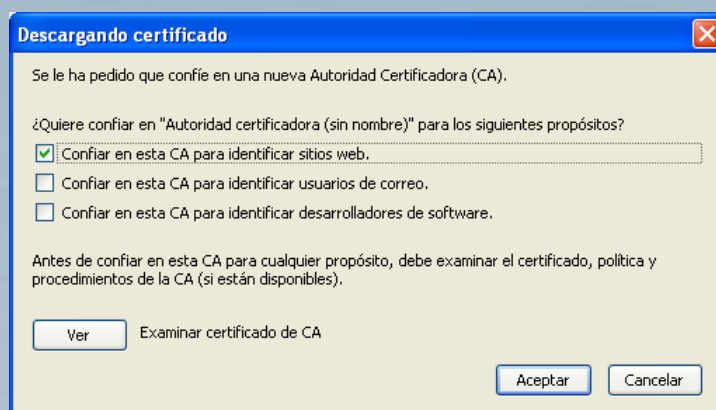 Descargando certificado
Se le ha pedido que confíe en una nueva Autoridad Certificadora (CA).
¿Quiere confiar en "Autoridad certificadora (sin nombre)" para los siguientes propósitos?
Confiar en esta CA para identificar sitios web.
Confiar en esta CA para identificar usuarios de correo.
Confiar en esta CA para identificar desarrolladores de software.
Antes de confiar en esta CA para cualquier propósito, debe examinar el certificado, política y
procedimientos de la CA (si están disponibles).
Ver Examinar certificado de CA
Aceptar Cancelar